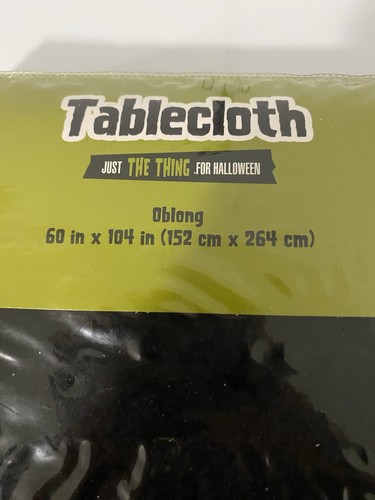 Tablecloth
JUST THE THING .FOR HALLOWEEN
Oblong
60 in x 104 in (152 cm x 264 cm)